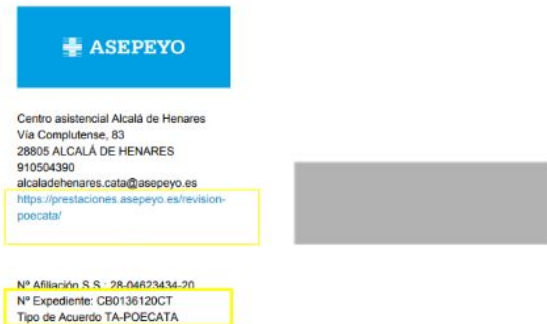 ASEPEYO
Centro asistencial Alcalá de Henares
Vía Complutense, 83
28805 ALCALÁ DE HENARES
910504390
alcaladehenares.cata@asepeyo.es
https://prestaciones.asepeyo.es/revision-
poecata/
Nº Afiliación S.S.: 28-04623434-20
Nº Expediente: CB0136120CT
Tipo de Acuerdo TA-POECATA